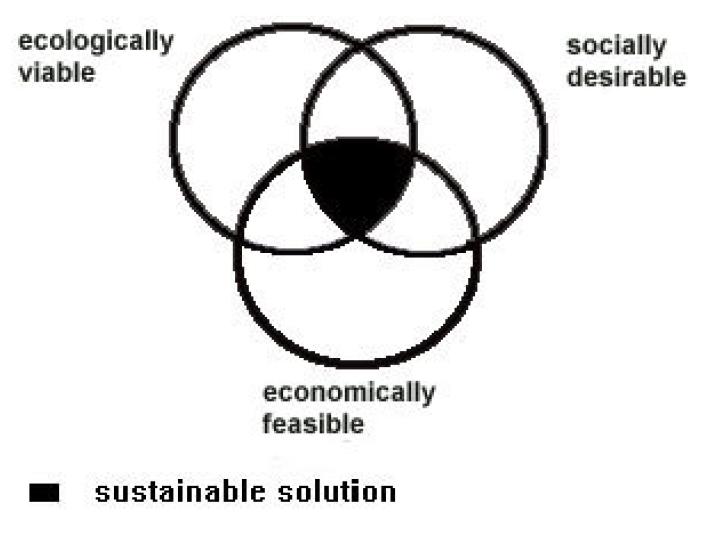 ecologically
viable
socially
desirable
economically
feasible
sustainable solution